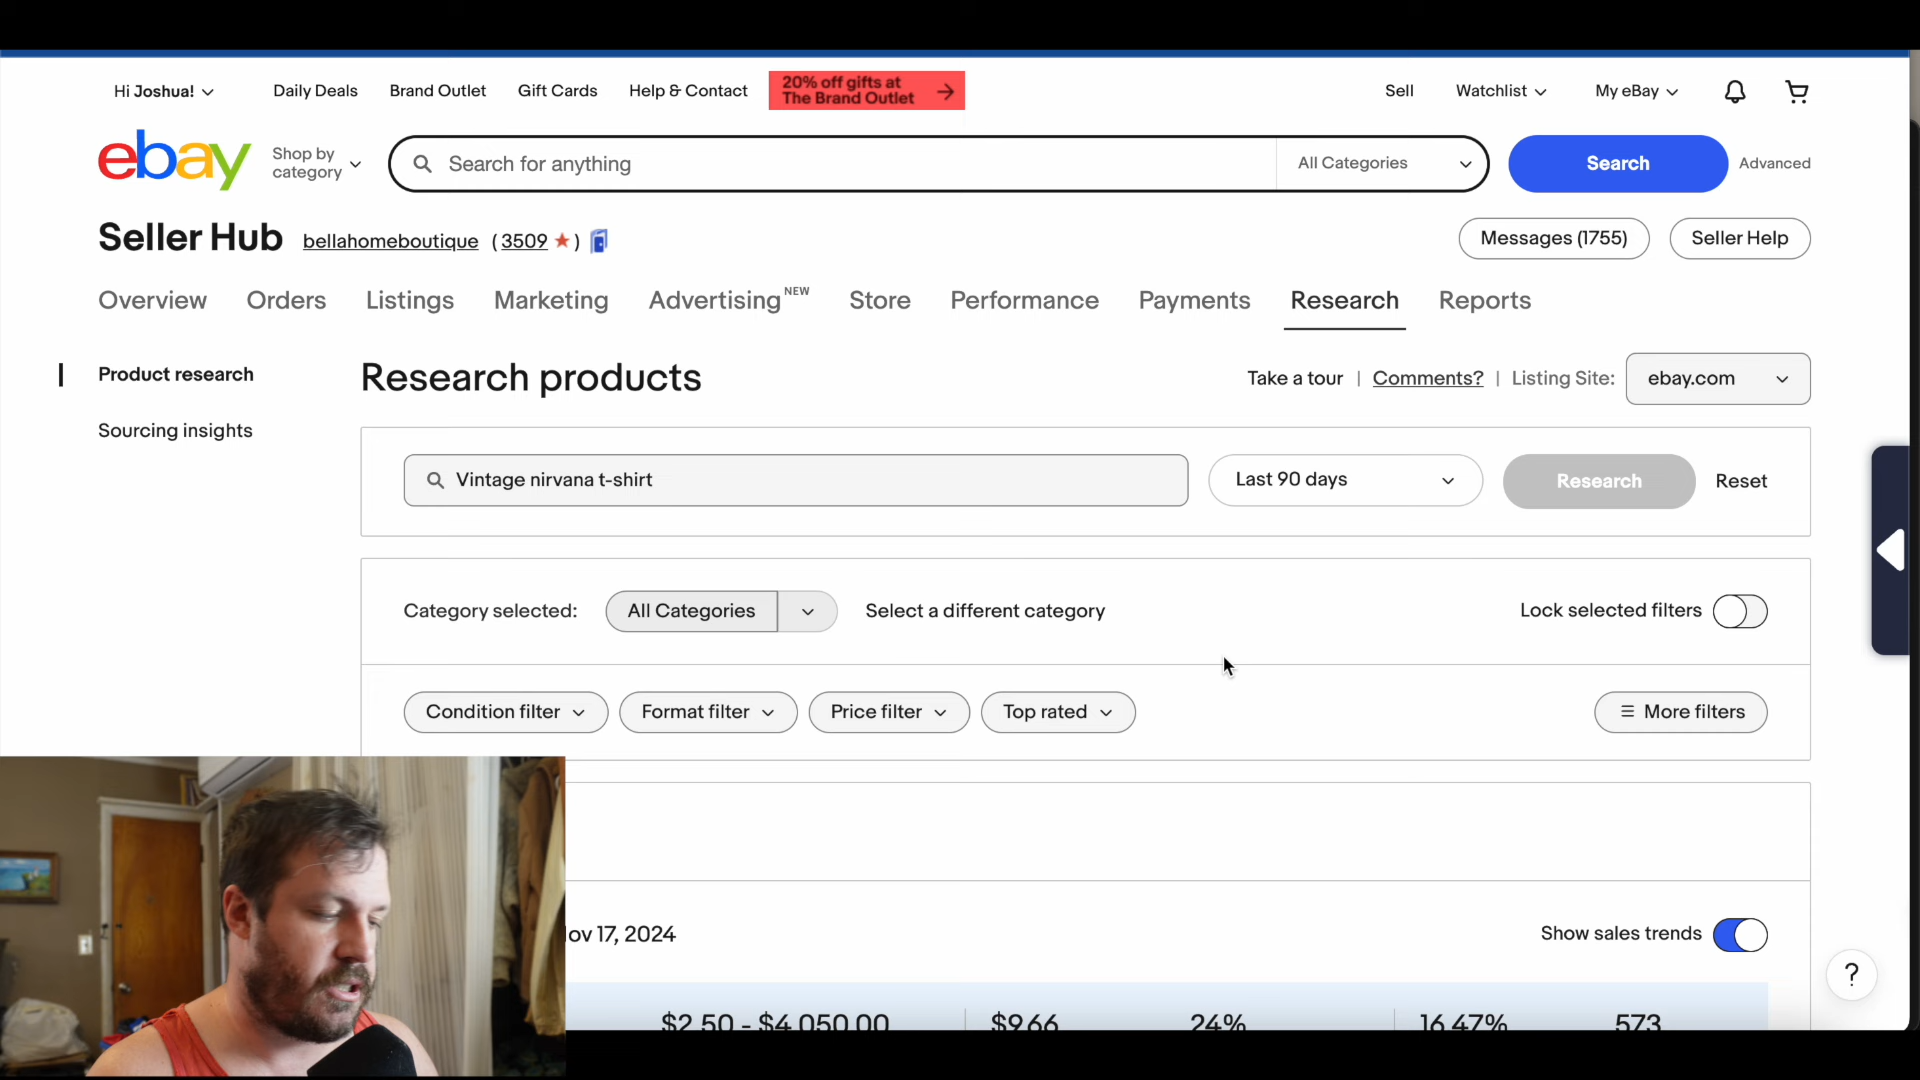 Hi Joshua!
Daily Deals
Brand Outlet
Gift Cards
Help & Contact
20% off gifts at
The Brand Outlet
Sell
Watchlist
My eBay
ebay
Shop by
category
Search for anything
All Categories
Search
Advanced
Seller Hub
bellahomeboutique (3509)
Messages (1755)
Seller Help
Overview
Orders
Listings
Marketing
Advertising NEW
Store
Performance
Payments
Research
Reports
Product research
Sourcing insights
Research products
Take a tour | Comments? | Listing Site:
ebay.com
Vintage nirvana t-shirt
Last 90 days
Research
Reset
Category selected:
All Categories
Select a different category
Lock selected filters
Condition filter
Format filter
Price filter
Top rated
More filters
ov 17, 2024
Show sales trends
?
$2.50 - $4,050.00
$9.66
24%
16.47%
573